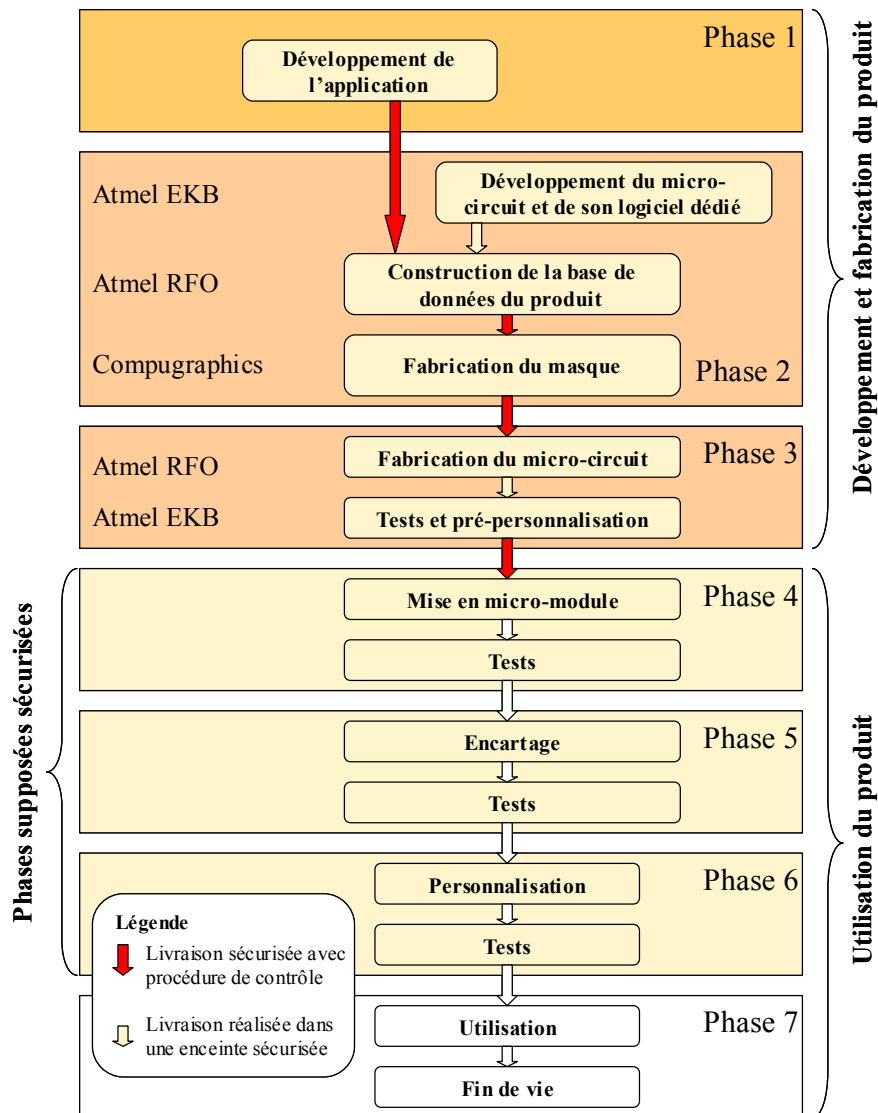 Phase 1
Développement de
l’application
Développement et fabrication du produit
Atmel EKB
Développement du micro-
circuit et de son logiciel dédié
Atmel RFO
Construction de la base de
données du produit
Compugraphics
Fabrication du masque
Phase 2
Phase 3
Atmel RFO
Fabrication du micro-circuit
Atmel EKB
Tests et pré-personnalisation
Phases supposées sécurisées
Phase 4
Mise en micro-module
Tests
Utilisation du produit
Phase 5
Encartage
Tests
Phase 6
Personnalisation
Tests
Légende
Livraison sécurisée avec
procédure de contrôle
Livraison réalisée dans
une enceinte sécurisée
Phase 7
Utilisation
Fin de vie